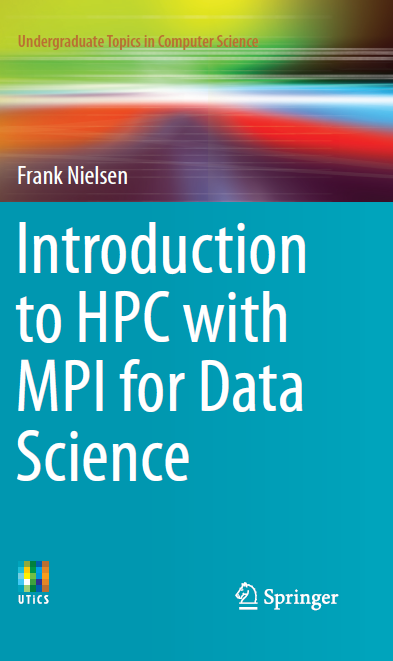 Undergraduate Topics in Computer Science
Frank Nielsen
Introduction
to HPC with
MPI for Data
Science
UTICS
Springer